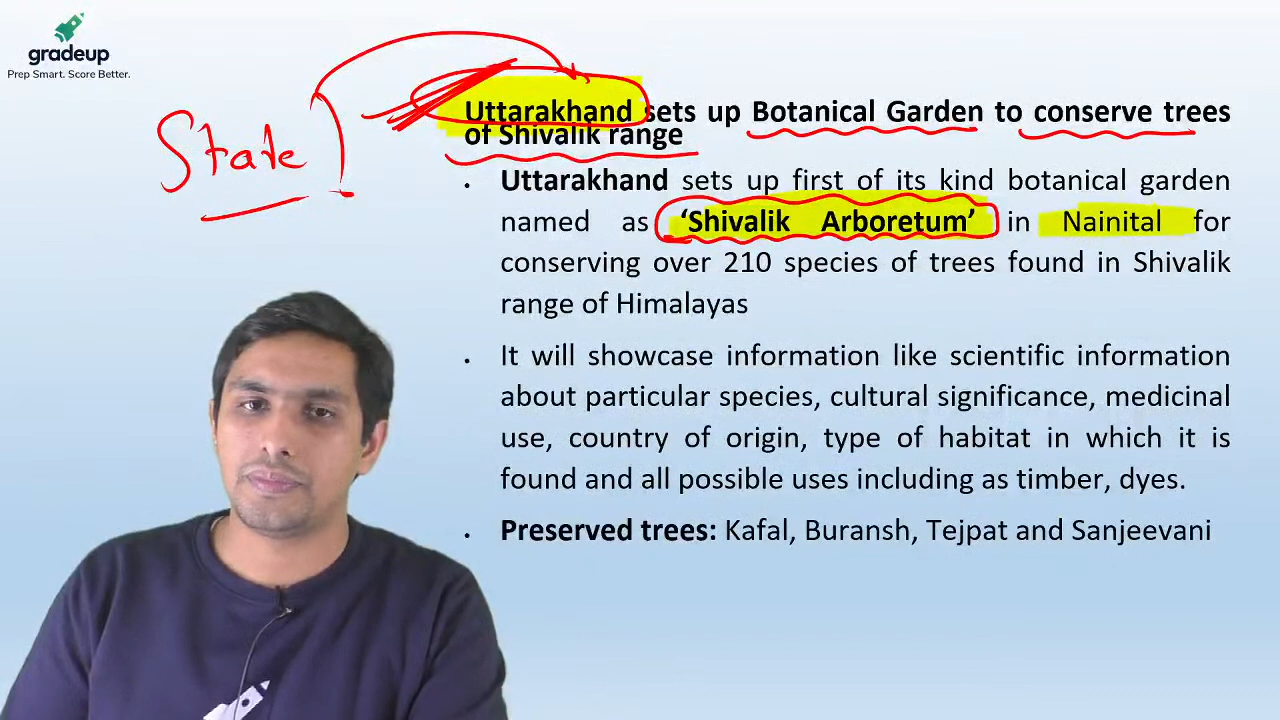 gradeup
Prep Smart. Score Better.
State
Uttarakhand sets up Botanical Garden to conserve trees
of Shivalik range
• Uttarakhand sets up first of its kind botanical garden
named as ‘Shivalik Arboretum’ in Nainital for
conserving over 210 species of trees found in Shivalik
range of Himalayas
• It will showcase information like scientific information
about particular species, cultural significance, medicinal
use, country of origin, type of habitat in which it is
found and all possible uses including as timber, dyes.
• Preserved trees: Kafal, Buransh, Tejpat and Sanjeevani